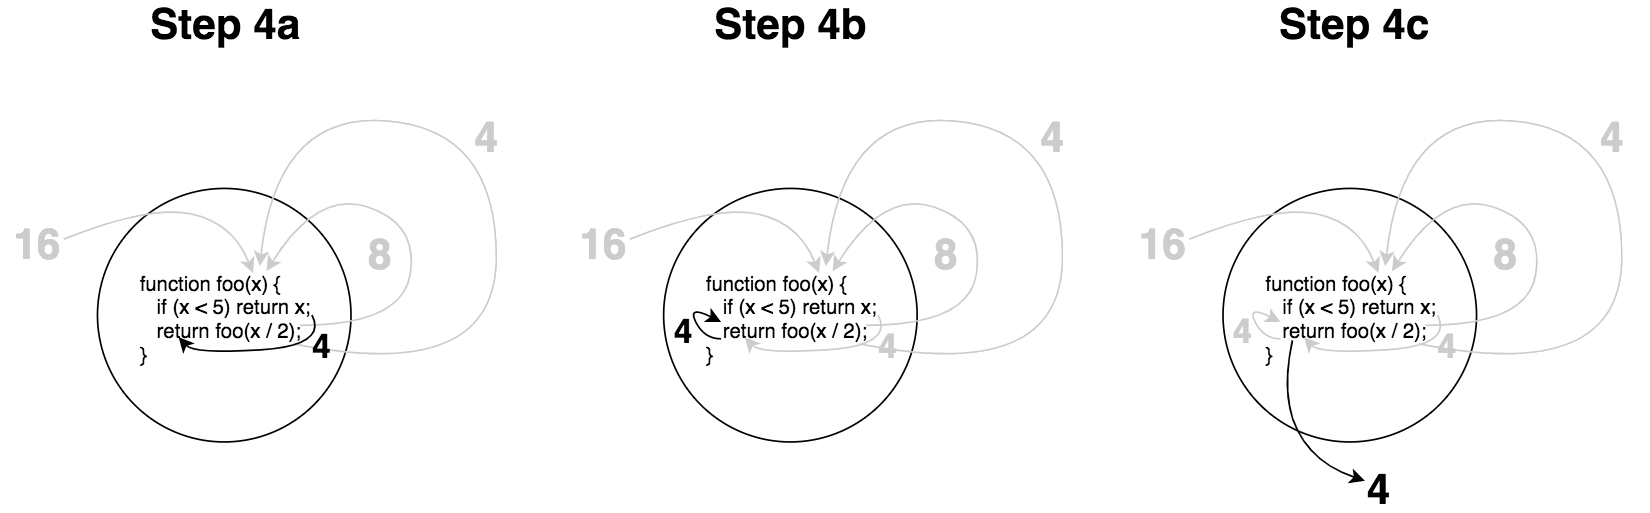 Step 4a
4
16
8
function foo(x) {
if (x < 5) return x;
return foo(x / 2);
4
}
Step 4b
4
16
8
function foo(x) {
if (x < 5) return x;
4
return foo(x / 2);
4
}
Step 4c
4
16
8
function foo(x) {
if (x < 5) return x;
4
return foo(x / 2);
4
}
4